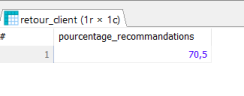 retour_client (1r × 1c)
# pourcentage_recommandations
1 70,5